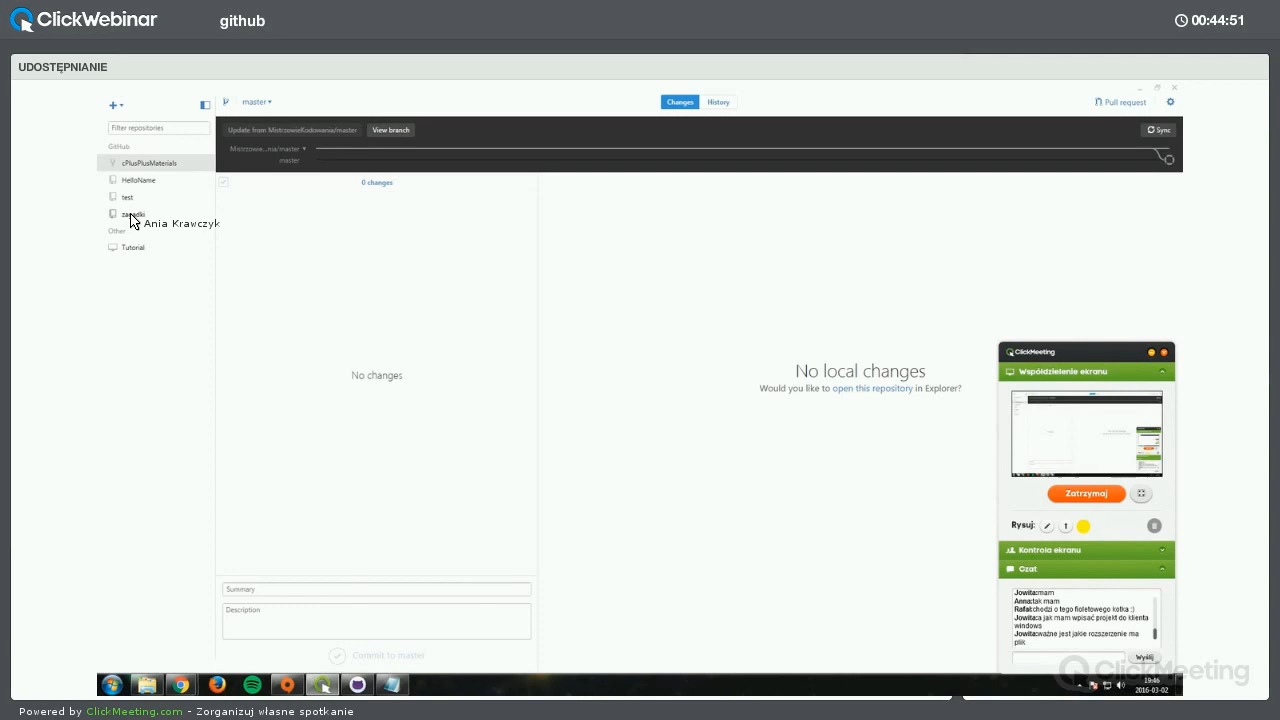 ClickWebinar
github
00:44:51
UDOSTĘPNIANIE
master
Changes
History
Pull request
Filter repositories
Update from MistrzowieKodowania/master
View branch
Sync
GitHub
Mistrzowie...nia/master
master
cPlusPlusMaterials
0 changes
HelloName
test
Ania Krawczyk
Other
Tutorial
No changes
No local changes
Would you like to open this repository in Explorer?
ClickMeeting
Współdzielenie ekranu
Zatrzymaj
Rysuj:
Kontrola ekranu
Czat
Jowita:mam
Anna:tak mam
Rafał:chodzi o tego fioletowego kotka :)
Jowita:a jak mam wpisać projekt do klienta
windows
Jowita:ważne jest jakie rozszerzenie ma
plik
Wyślij
Summary
Description
Commit to master
ClickMeeting
19:46
2016-03-02
Powered by ClickMeeting.com - Zorganizuj własne spotkanie